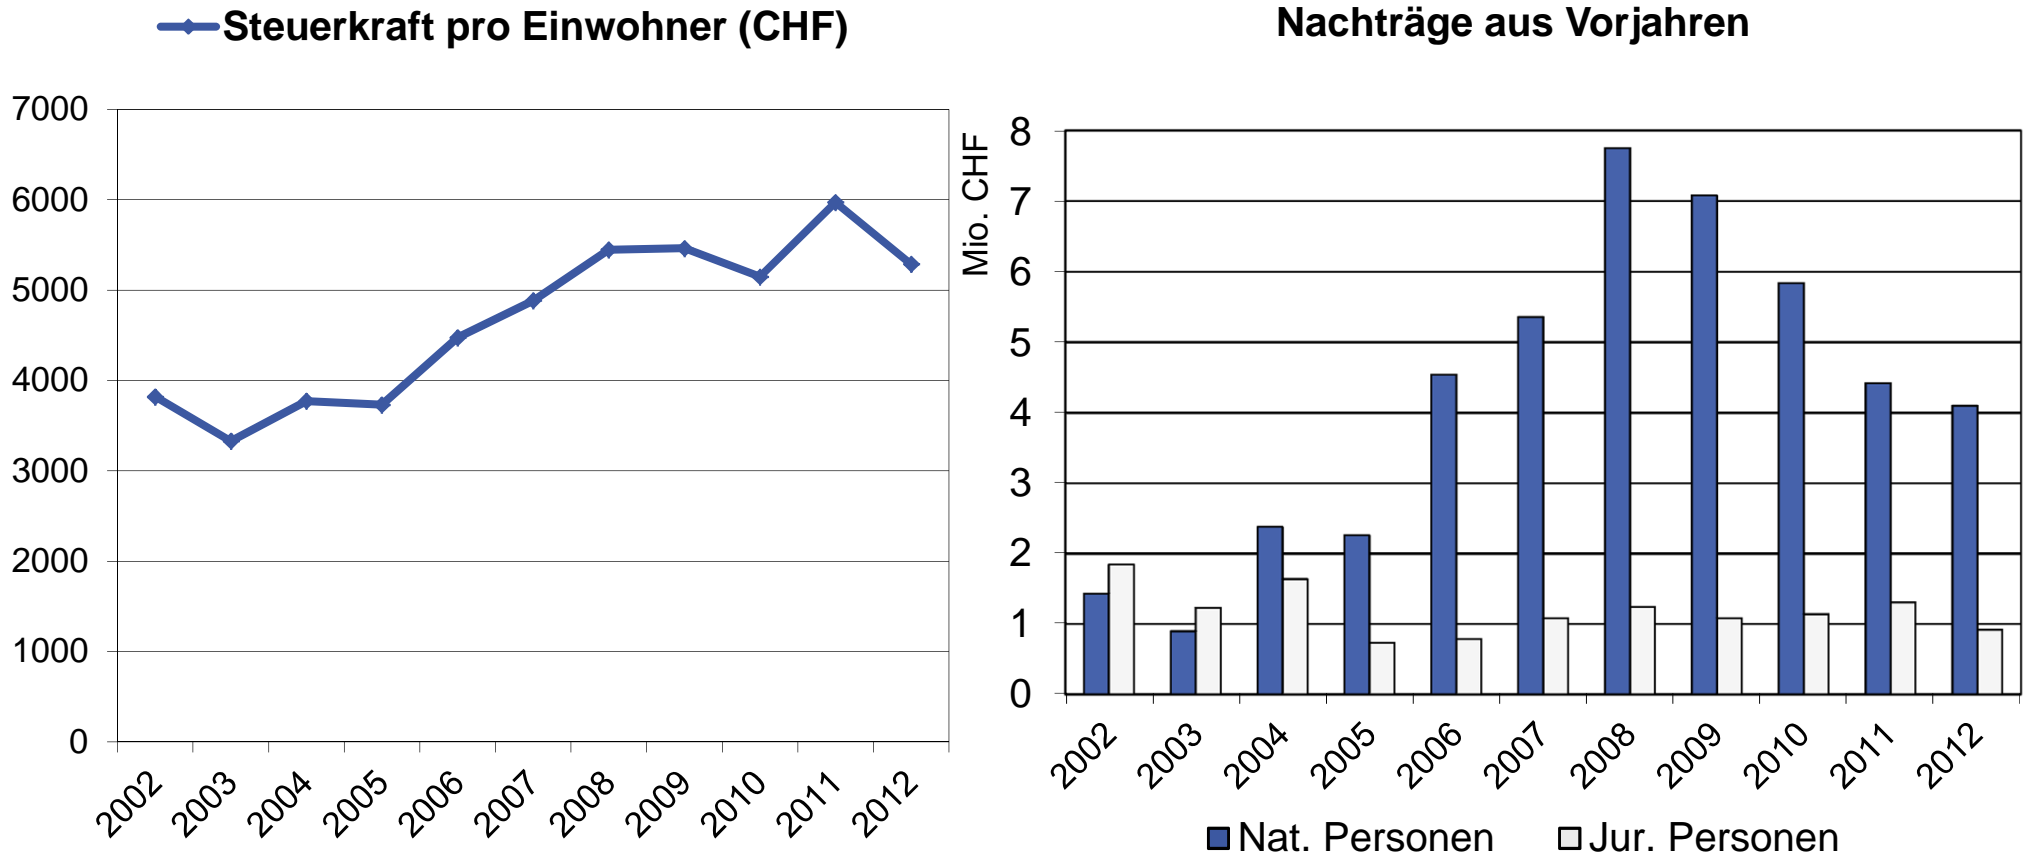 Steuerkraft pro Einwohner (CHF)
7000
6000
5000
4000
3000
2000
1000
0
2002 2003 2004 2005 2006 2007 2008 2009 2010 2011 2012
Nachträge aus Vorjahren
Mio. CHF
8
7
6
5
4
3
2
1
0
2002 2003 2004 2005 2006 2007 2008 2009 2010 2011 2012
Nat. Personen Jur. Personen